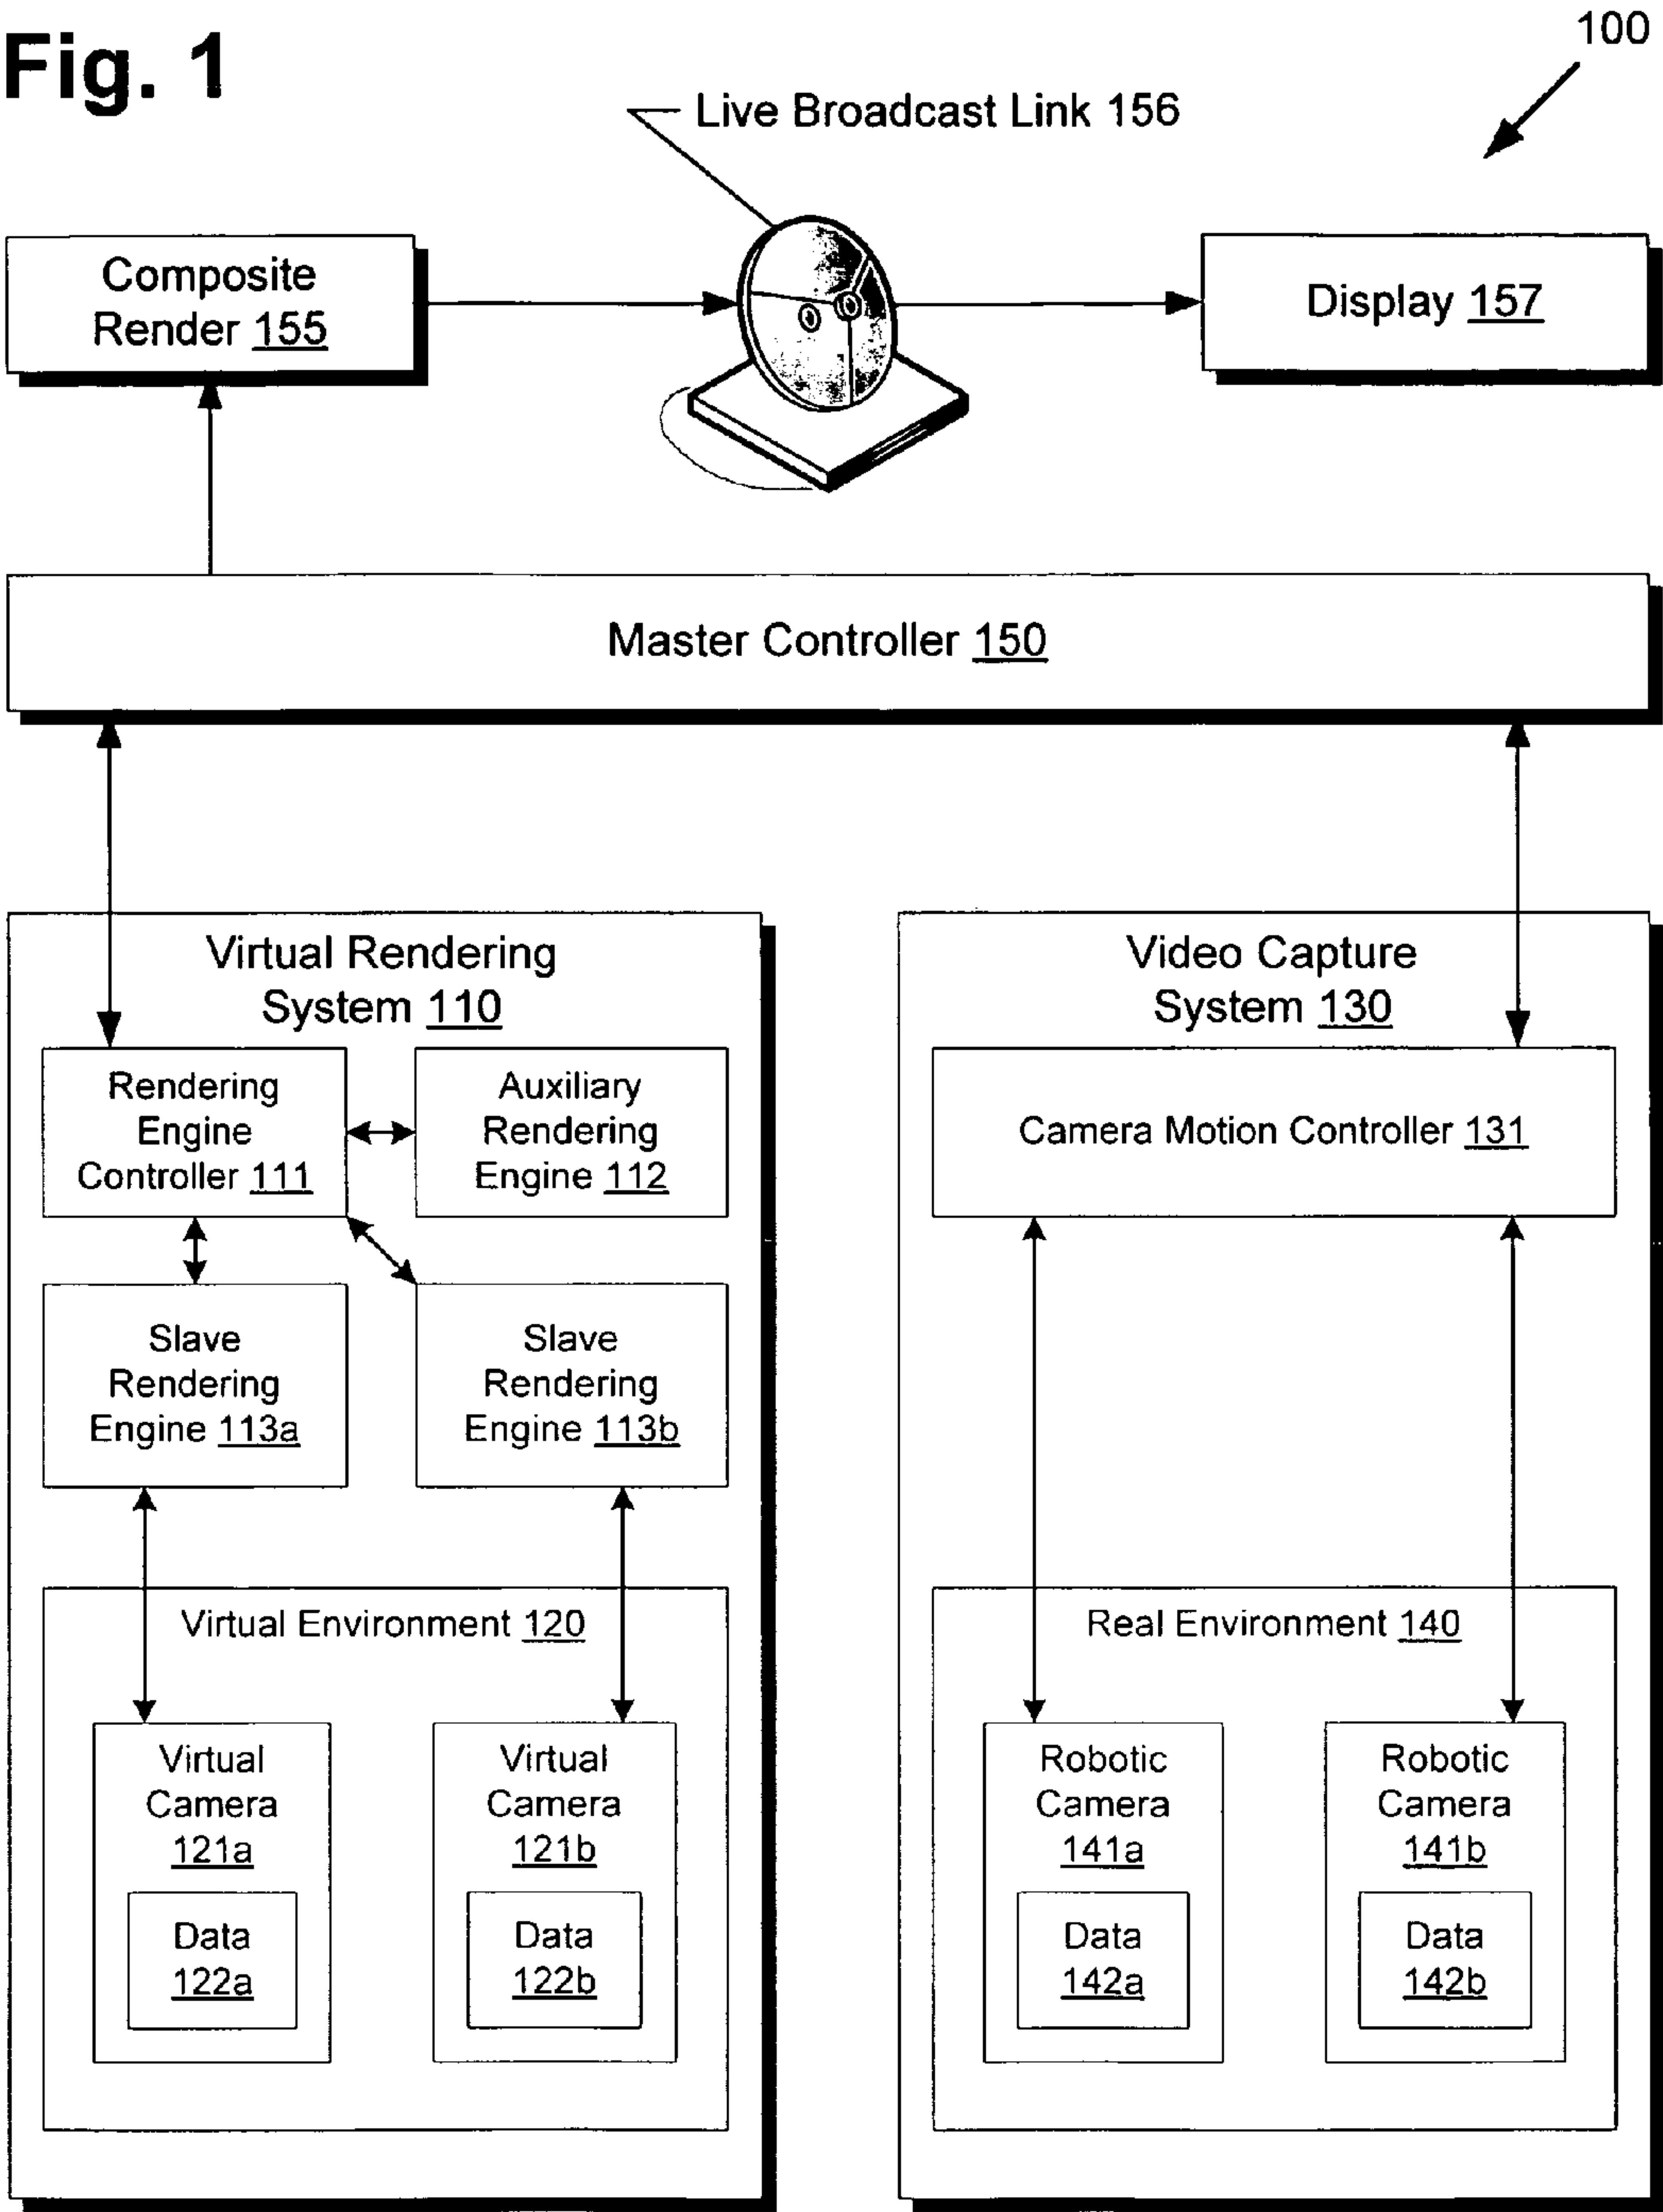 Fig. 1
100
Live Broadcast Link 156
Composite
Render 155
Display 157
Master Controller 150
Virtual Rendering
System 110
Rendering
Engine
Controller 111
Auxiliary
Rendering
Engine 112
Slave
Rendering
Engine 113a
Slave
Rendering
Engine 113b
Virtual Environment 120
Virtual
Camera
121a
Data
122a
Virtual
Camera
121b
Data
122b
Video Capture
System 130
Camera Motion Controller 131
Real Environment 140
Robotic
Camera
141a
Data
142a
Robotic
Camera
141b
Data
142b